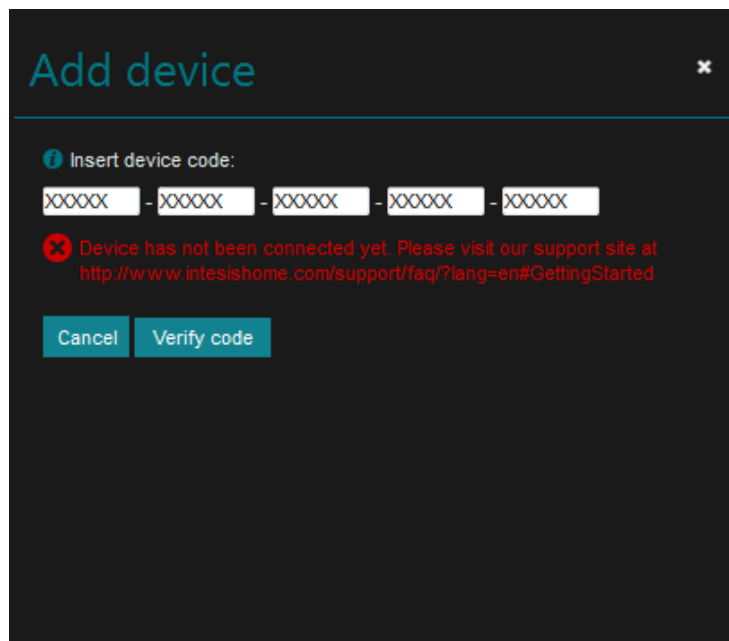 Add device
Insert device code:
XXXXX - XXXXX - XXXXX - XXXXX - XXXXX
Device has not been connected yet. Please visit our support site at
http://www.intesishome.com/support/faq/?lang=en#GettingStarted
Cancel Verify code